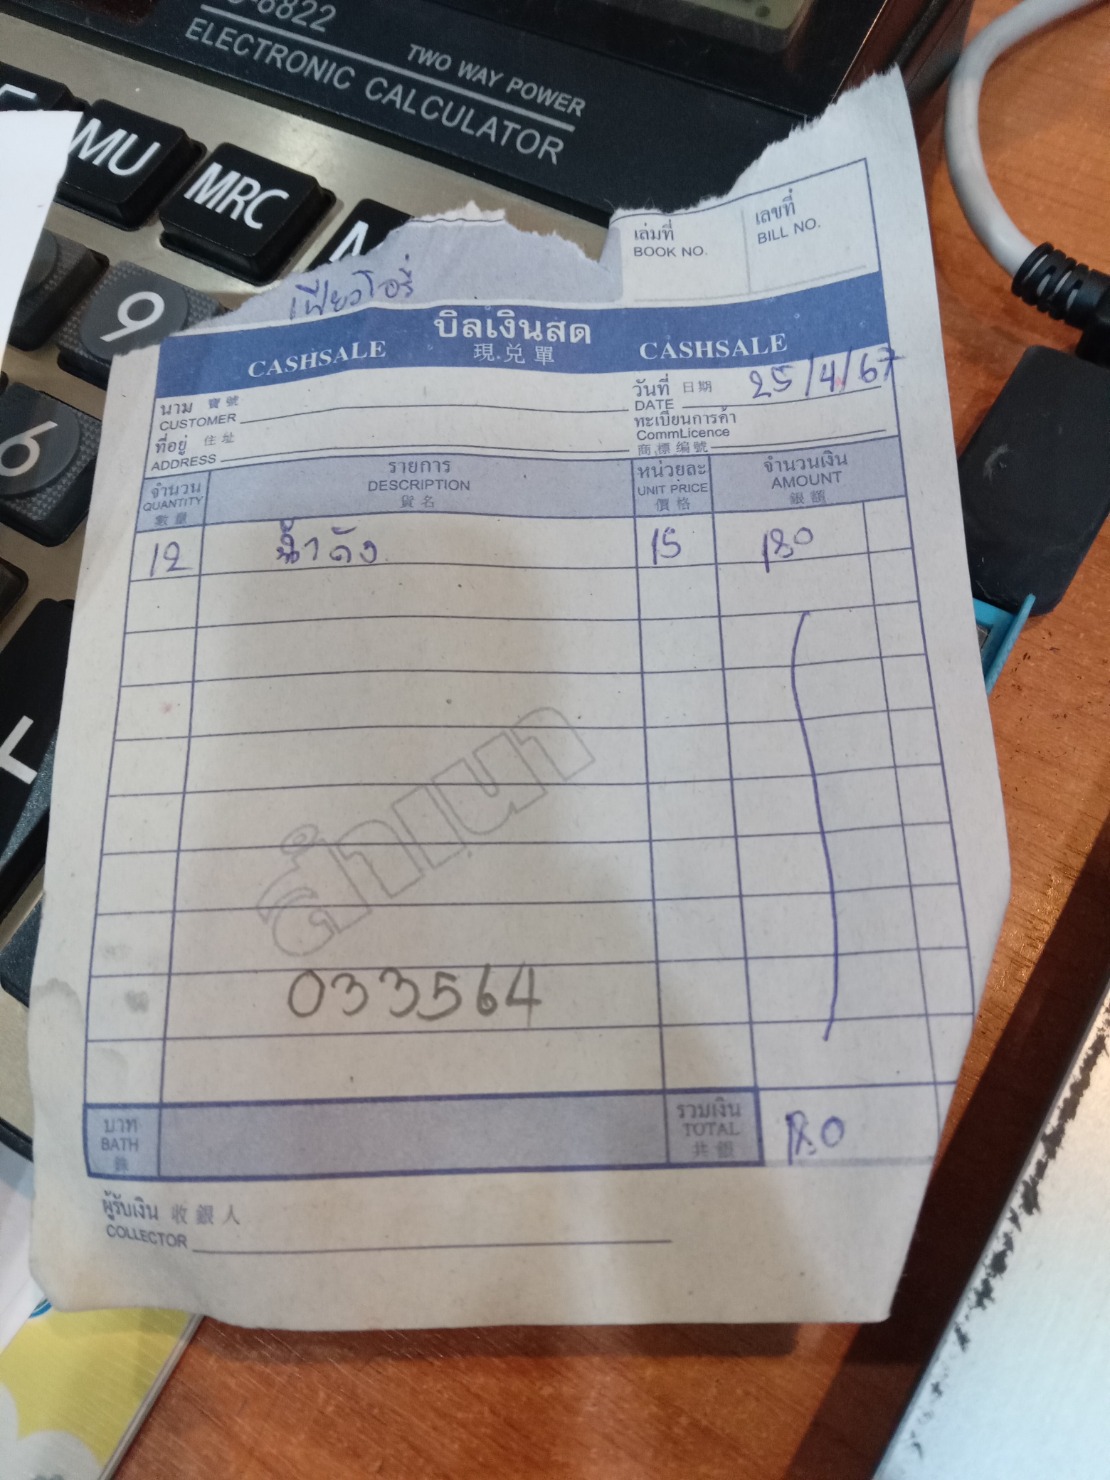 -8822
TWO WAY POWER
ELECTRONIC CALCULATOR
MU
MRC
9
6
เล่มที่
BOOK NO.
เลขที่
BILL NO.
เฟียวโอรี่
CASHSALE
บิลเงินสด
現兌單
CASHSALE
นาม 寶號
CUSTOMER
วันที่ 日期
DATE
25/4/67
ที่อยู่ 住址
ADDRESS
ทะเบียนการค้า
CommLicence
商標編號
จำนวน
QUANTITY
數量
รายการ
DESCRIPTION
貨名
หน่วยละ
UNIT PRICE
價格
จำนวนเงิน
AMOUNT
銀額
12 น้ำถัง 15 180
สำเนา
033564
บาท
BATH
銖
รวมเงิน
TOTAL
共銀
180
ผู้รับเงิน 收銀人
COLLECTOR